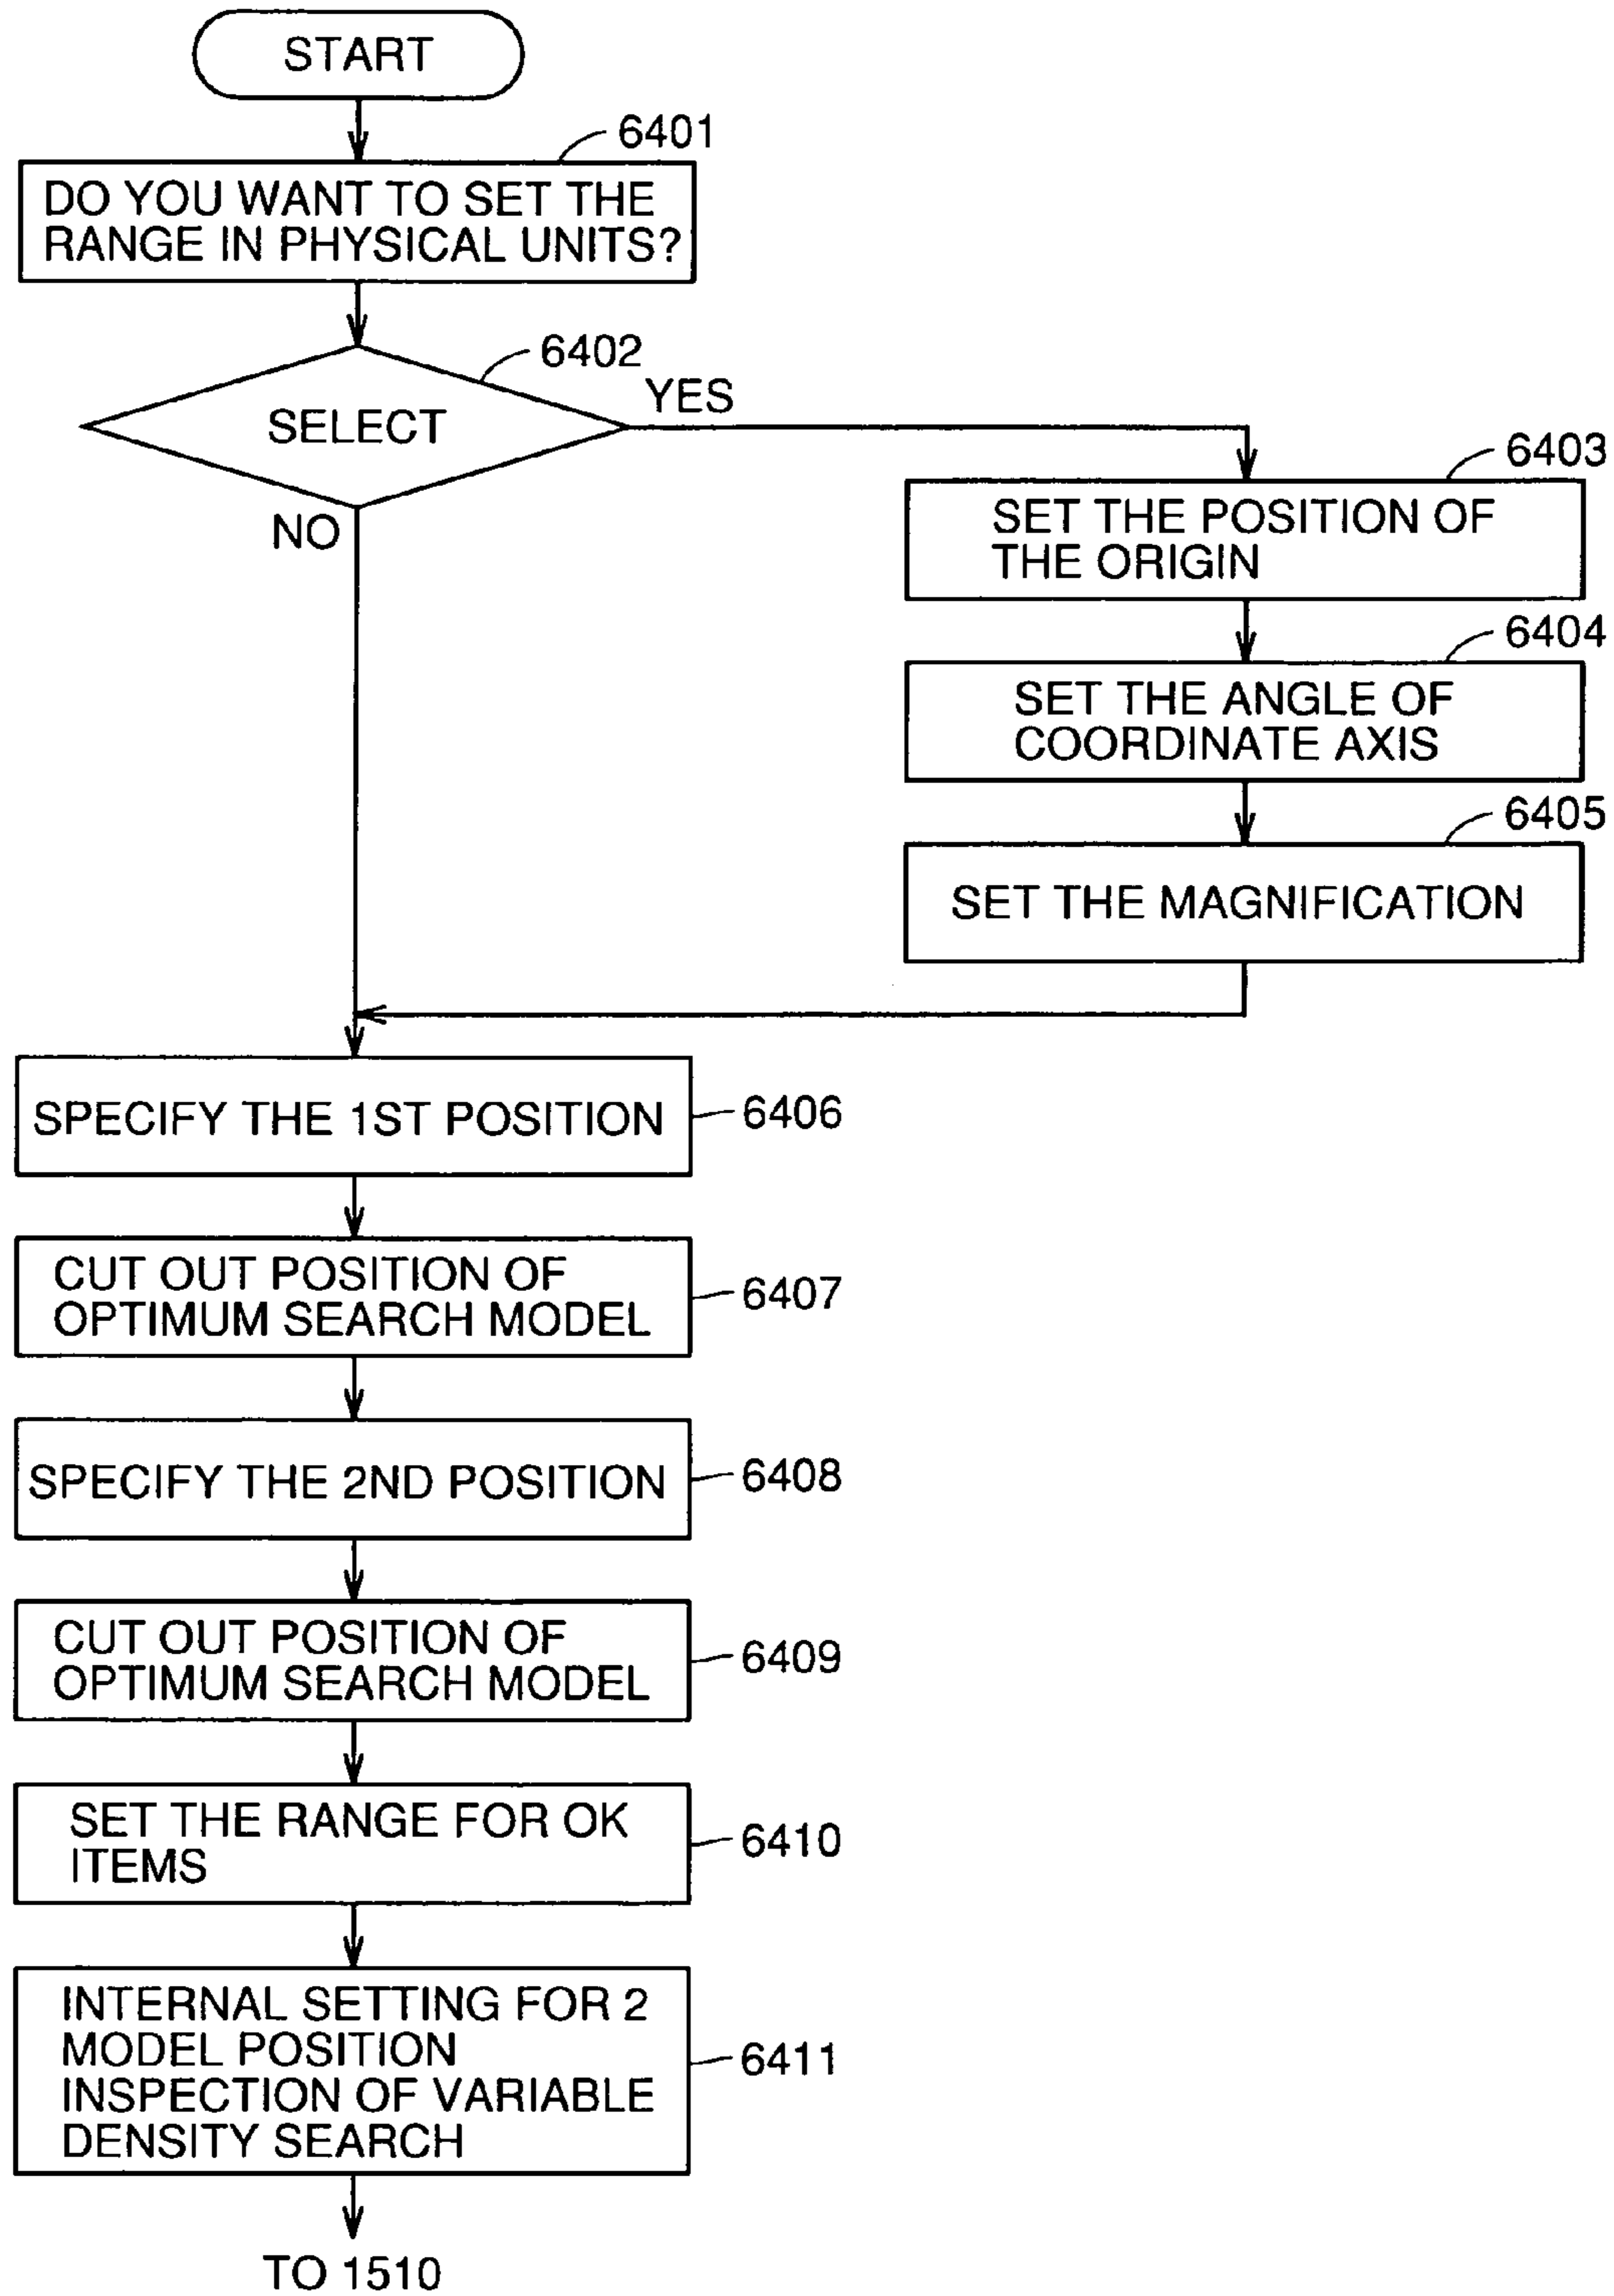 START
6401
DO YOU WANT TO SET THE
RANGE IN PHYSICAL UNITS?
6402
SELECT
YES
NO
6403
SET THE POSITION OF
THE ORIGIN
6404
SET THE ANGLE OF
COORDINATE AXIS
6405
SET THE MAGNIFICATION
SPECIFY THE 1ST POSITION
6406
CUT OUT POSITION OF
OPTIMUM SEARCH MODEL
6407
SPECIFY THE 2ND POSITION
6408
CUT OUT POSITION OF
OPTIMUM SEARCH MODEL
6409
SET THE RANGE FOR OK
ITEMS
6410
INTERNAL SETTING FOR 2
MODEL POSITION
INSPECTION OF VARIABLE
DENSITY SEARCH
6411
TO 1510